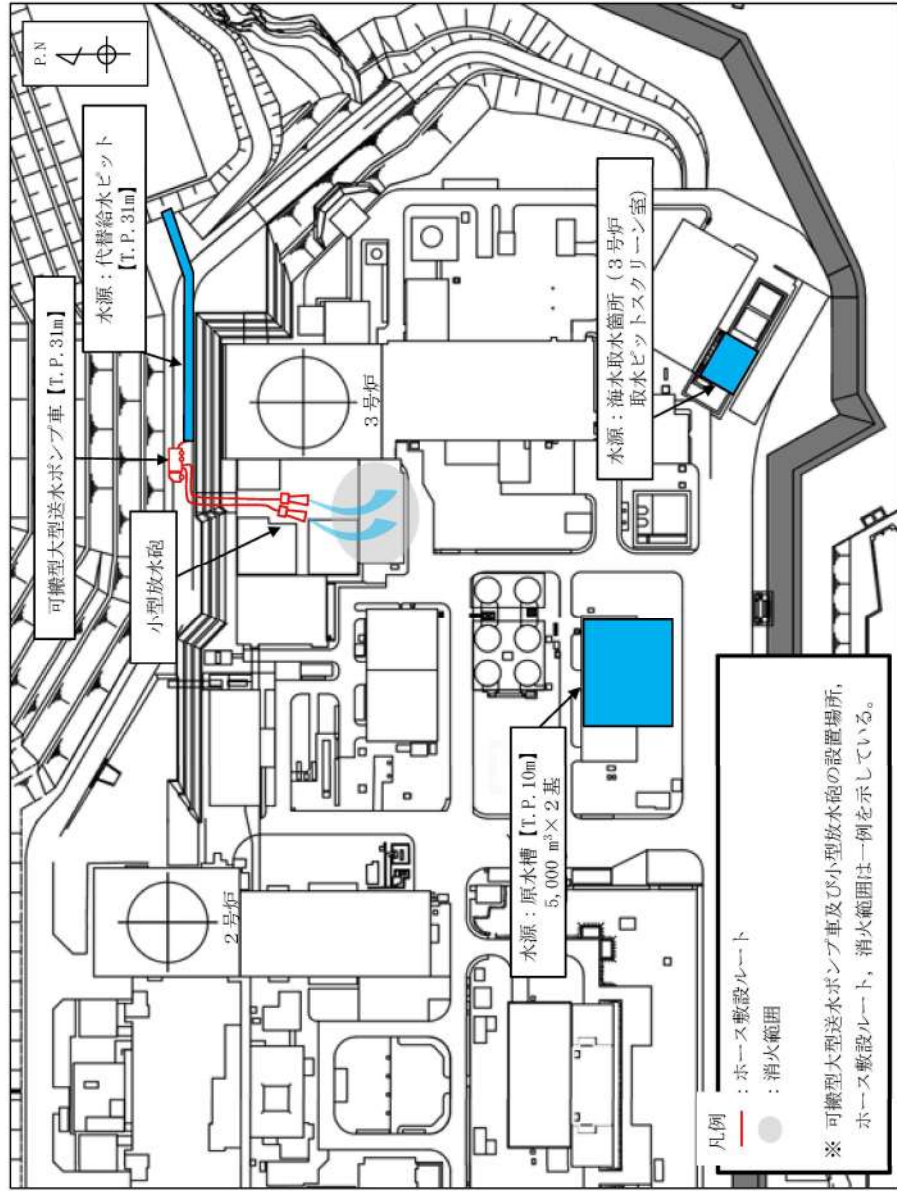 P.N
水源：代替給水ピット
【T.P.31m】
可搬型大型送水ポンプ車【T.P.31m】
小型放水砲
3号炉
2号炉
水源：海水取水箇所（3号炉
取水ピットスクリーン室）
水源：原水槽【T.P.10m】
5,000 m³×2基
凡例
：ホース敷設ルート
：消火範囲
※ 可搬型大型送水ポンプ車及び小型放水砲の設置場所，
ホース敷設ルート，消火範囲は一例を示している。